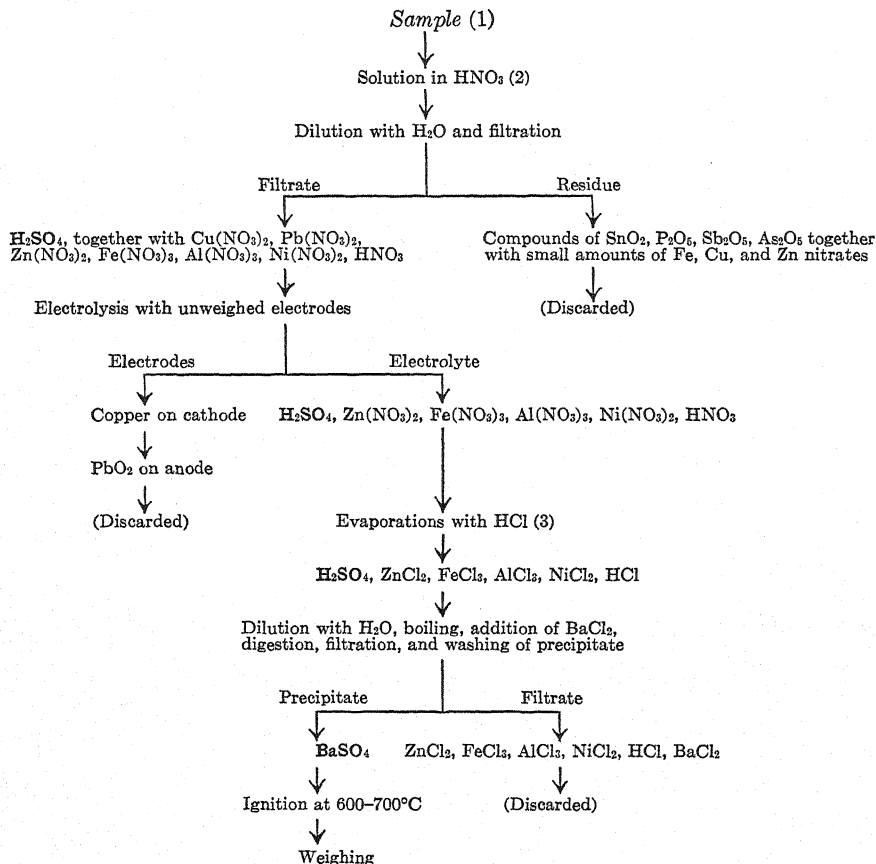 Sample (1)
Solution in HNO₃ (2)
Dilution with H₂O and filtration
Filtrate
Residue
H₂SO₄, together with Cu(NO₃)₂, Pb(NO₃)₂,
Zn(NO₃)₂, Fe(NO₃)₃, Al(NO₃)₃, Ni(NO₃)₂, HNO₃
Compounds of SnO₂, P₂O₅, Sb₂O₅, As₂O₅ together
with small amounts of Fe, Cu, and Zn nitrates
(Discarded)
Electrolysis with unweighed electrodes
Electrodes
Electrolyte
Copper on cathode
PbO₂ on anode
(Discarded)
H₂SO₄, Zn(NO₃)₂, Fe(NO₃)₃, Al(NO₃)₃, Ni(NO₃)₂, HNO₃
Evaporations with HCl (3)
H₂SO₄, ZnCl₂, FeCl₃, AlCl₃, NiCl₂, HCl
Dilution with H₂O, boiling, addition of BaCl₂,
digestion, filtration, and washing of precipitate
Precipitate
Filtrate
BaSO₄
Ignition at 600–700°C
Weighing
ZnCl₂, FeCl₃, AlCl₃, NiCl₂, HCl, BaCl₂
(Discarded)